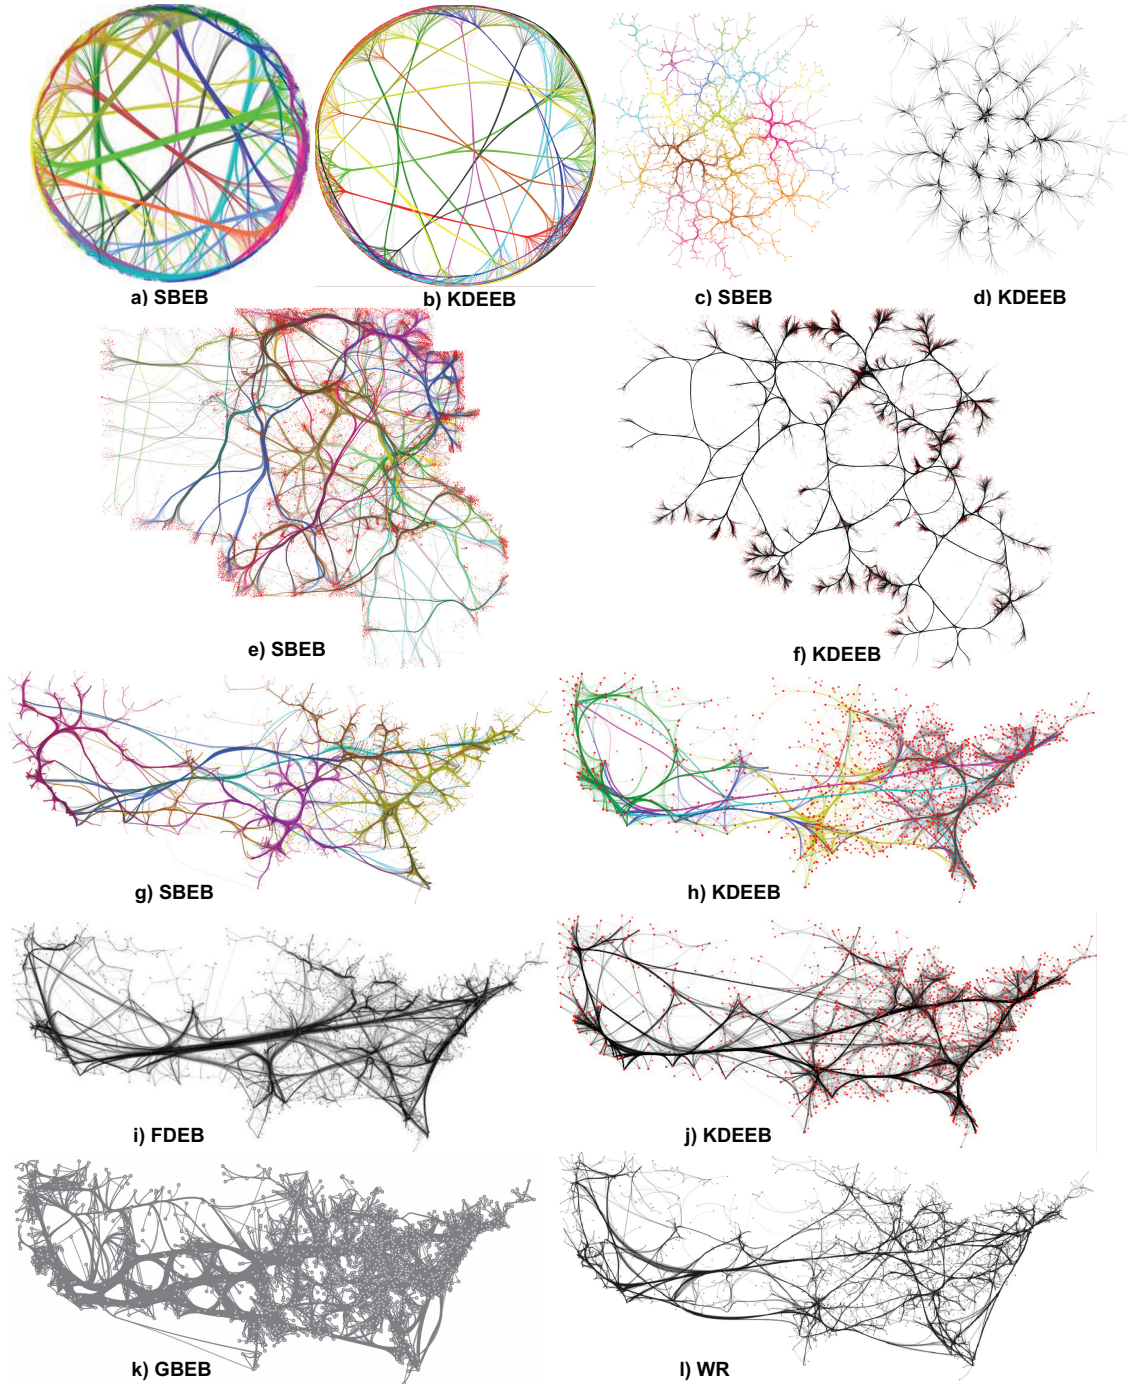 a) SBEB
b) KDEEB
c) SBEB
d) KDEEB
e) SBEB
f) KDEEB
g) SBEB
h) KDEEB
i) FDEB
j) KDEEB
k) GBEB
l) WR